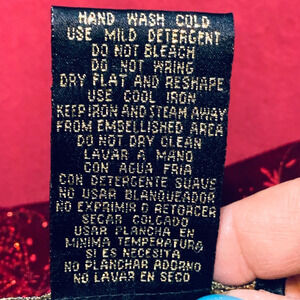 HAND WASH COLD
USE MILD DETERGENT
DO NOT BLEACH
DO NOT WRING
DRY FLAT AND RESHAPE
USE COOL IRON
KEEP IRON AND STEAM AWAY
FROM EMBELLISHED AREA
DO NOT DRY CLEAN
LAVAR A MANO
CON AGUA FRIA
CON DETERGENTE SUAVE
NO USAR BLANQUEADOR
NO EXPRIMIR RETORCER
SECAR COLGADO
USAR PLANCHA EN
MINIMA TEMPERATURA
SI ES NECESITA
NO PLANCHAR ADORNO
NO LAVAR EN SECO